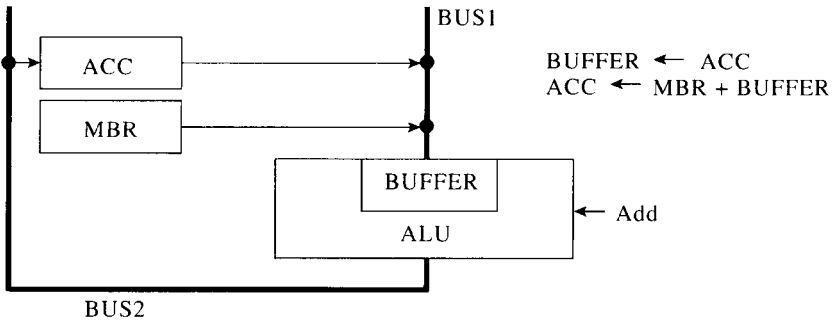 BUS1
ACC
BUFFER ← ACC
ACC ← MBR + BUFFER
MBR
BUFFER
Add
ALU
BUS2